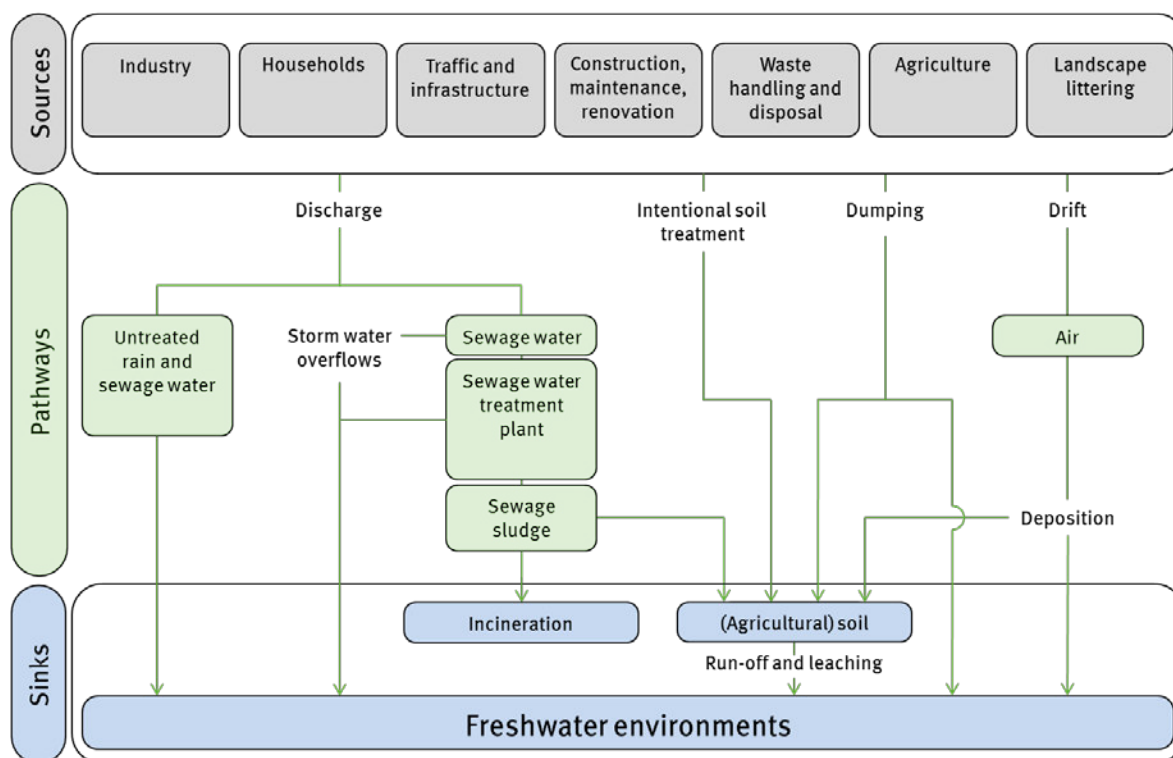 Sources
Industry
Households
Traffic and
infrastructure
Construction,
maintenance,
renovation
Waste
handling and
disposal
Agriculture
Landscape
littering
Pathways
Discharge
Intentional soil
treatment
Dumping
Drift
Untreated
rain and
sewage water
Storm water
overflows
Sewage water
Sewage water
treatment
plant
Sewage
sludge
Air
Deposition
Sinks
Incineration
(Agricultural) soil
Run-off and leaching
Freshwater environments